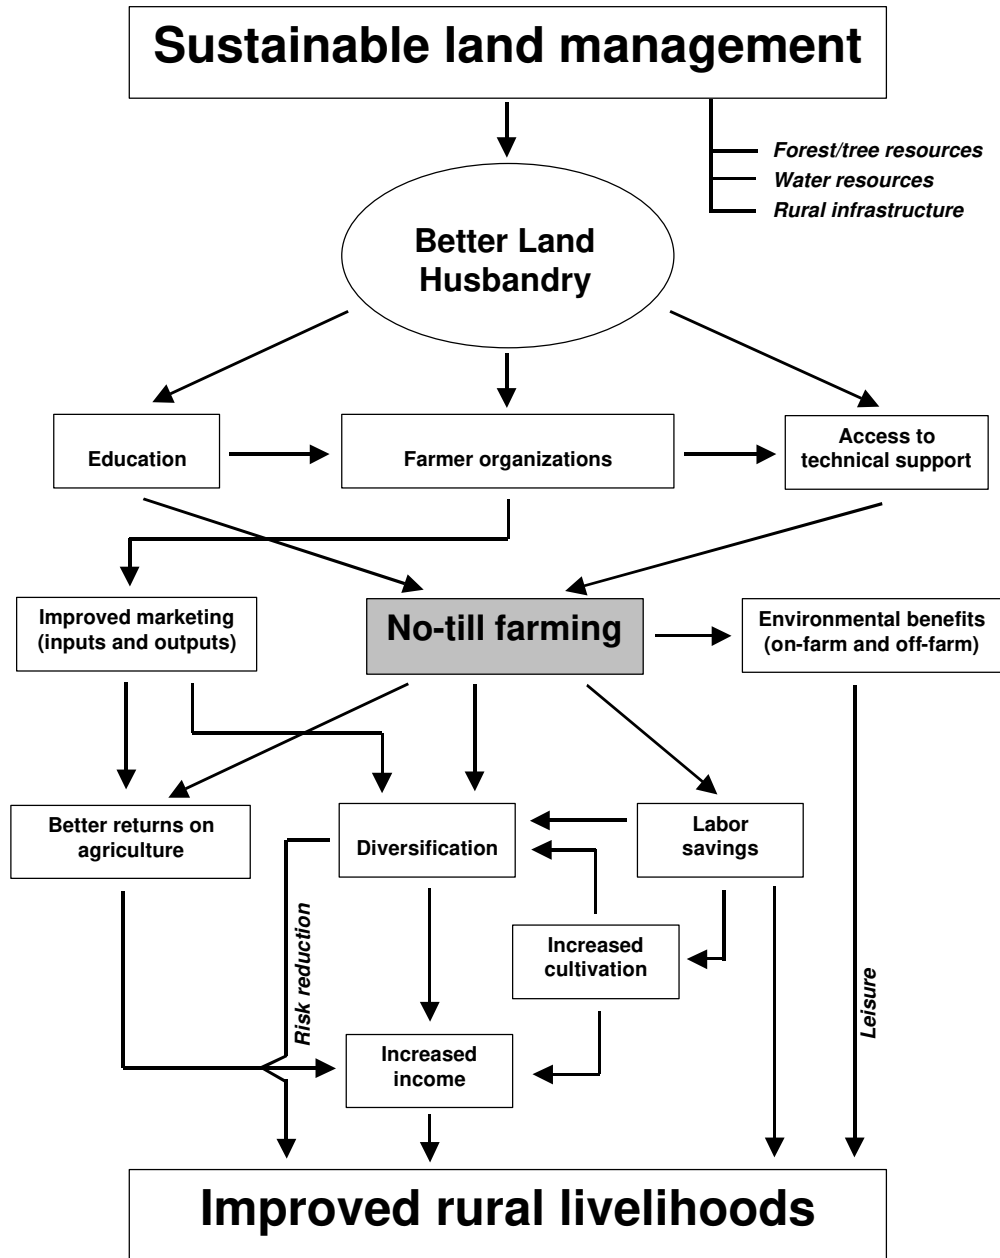 Sustainable land management
Forest/tree resources
Water resources
Rural infrastructure
Better Land
Husbandry
Education
Farmer organizations
Access to
technical support
Improved marketing
(inputs and outputs)
No-till farming
Environmental benefits
(on-farm and off-farm)
Better returns on
agriculture
Diversification
Labor
savings
Risk reduction
Increased
cultivation
Leisure
Increased
income
Improved rural livelihoods